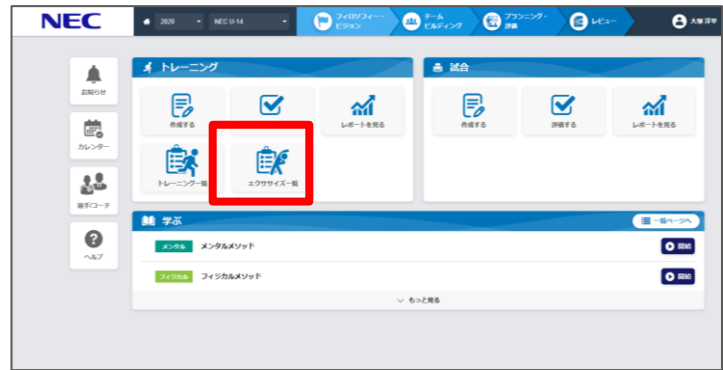 NEC
2020
NEC U-14
フィロソフィー・
ビジョン
チーム
ビルディング
プランニング・
評価
レビュー
お知らせ
カレンダー
選手/コーチ
ヘルプ
トレーニング
作成する
評価する
レポートを見る
トレーニング一覧
エクササイズ一覧
試合
作成する
評価する
レポートを見る
学ぶ
一覧ページへ
メンタル メンタルメソッド
開始
フィジカル フィジカルメソッド
開始
もっと見る